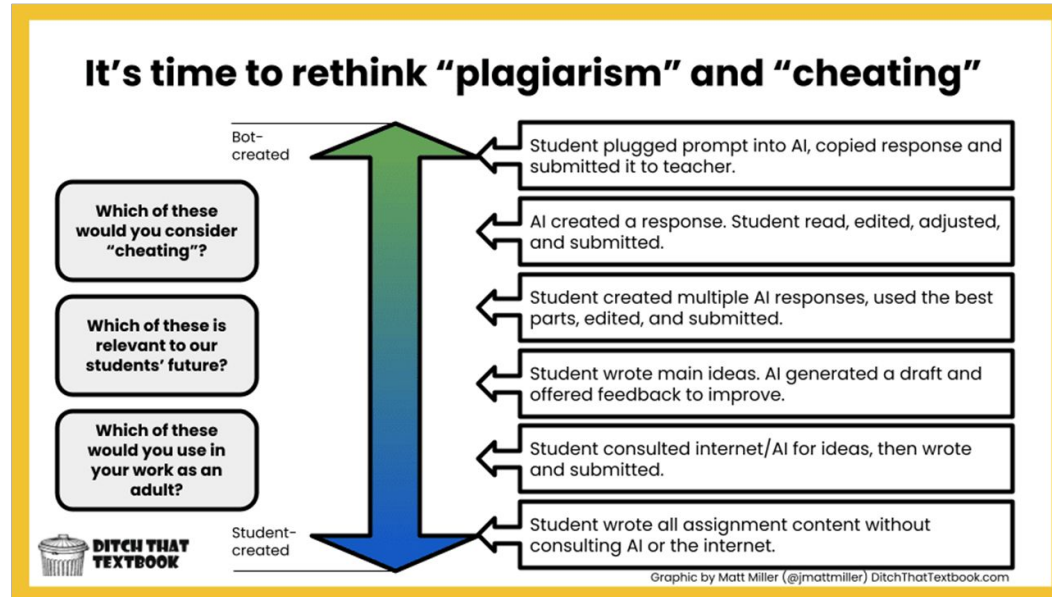 It’s time to rethink “plagiarism” and “cheating”
Bot-
created
Which of these
would you consider
“cheating”?
Which of these is
relevant to our
students’ future?
Which of these
would you use in
your work as an
adult?
Student-
created
Student plugged prompt into AI, copied response and
submitted it to teacher.
AI created a response. Student read, edited, adjusted,
and submitted.
Student created multiple AI responses, used the best
parts, edited, and submitted.
Student wrote main ideas. AI generated a draft and
offered feedback to improve.
Student consulted internet/AI for ideas, then wrote
and submitted.
Student wrote all assignment content without
consulting AI or the internet.
DITCH THAT
TEXTBOOK
Graphic by Matt Miller (@jmattmiller) DitchThatTextbook.com